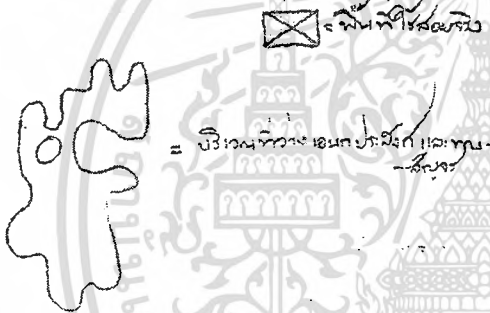 = พื้นที่ใช้สอยจริง
= บริเวณที่ว่างเอนกประสงค์ และทาง-
-สัญจร